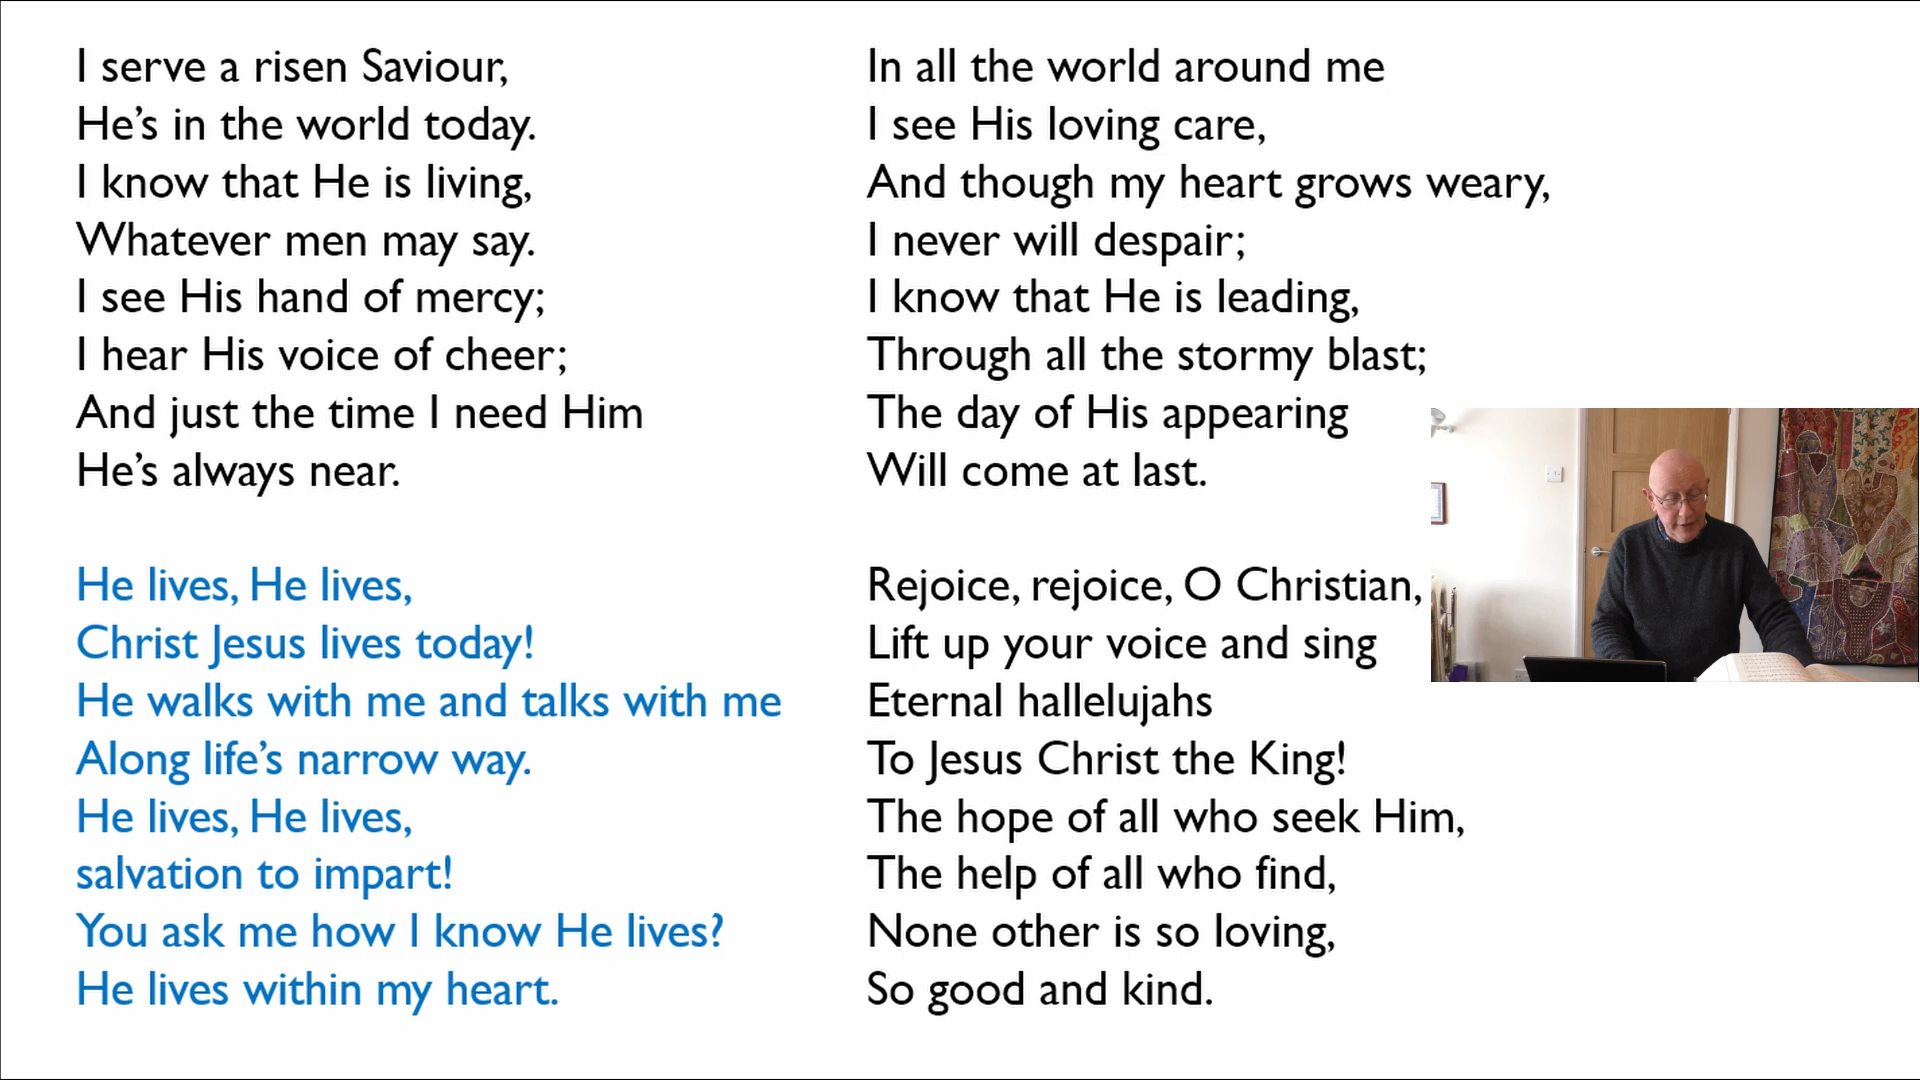 I serve a risen Saviour,
He’s in the world today.
I know that He is living,
Whatever men may say.
I see His hand of mercy;
I hear His voice of cheer;
And just the time I need Him
He’s always near.
He lives, He lives,
Christ Jesus lives today!
He walks with me and talks with me
Along life’s narrow way.
He lives, He lives,
salvation to impart!
You ask me how I know He lives?
He lives within my heart.
In all the world around me
I see His loving care,
And though my heart grows weary,
I never will despair;
I know that He is leading,
Through all the stormy blast;
The day of His appearing
Will come at last.
Rejoice, rejoice, O Christian,
Lift up your voice and sing
Eternal hallelujahs
To Jesus Christ the King!
The hope of all who seek Him,
The help of all who find,
None other is so loving,
So good and kind.